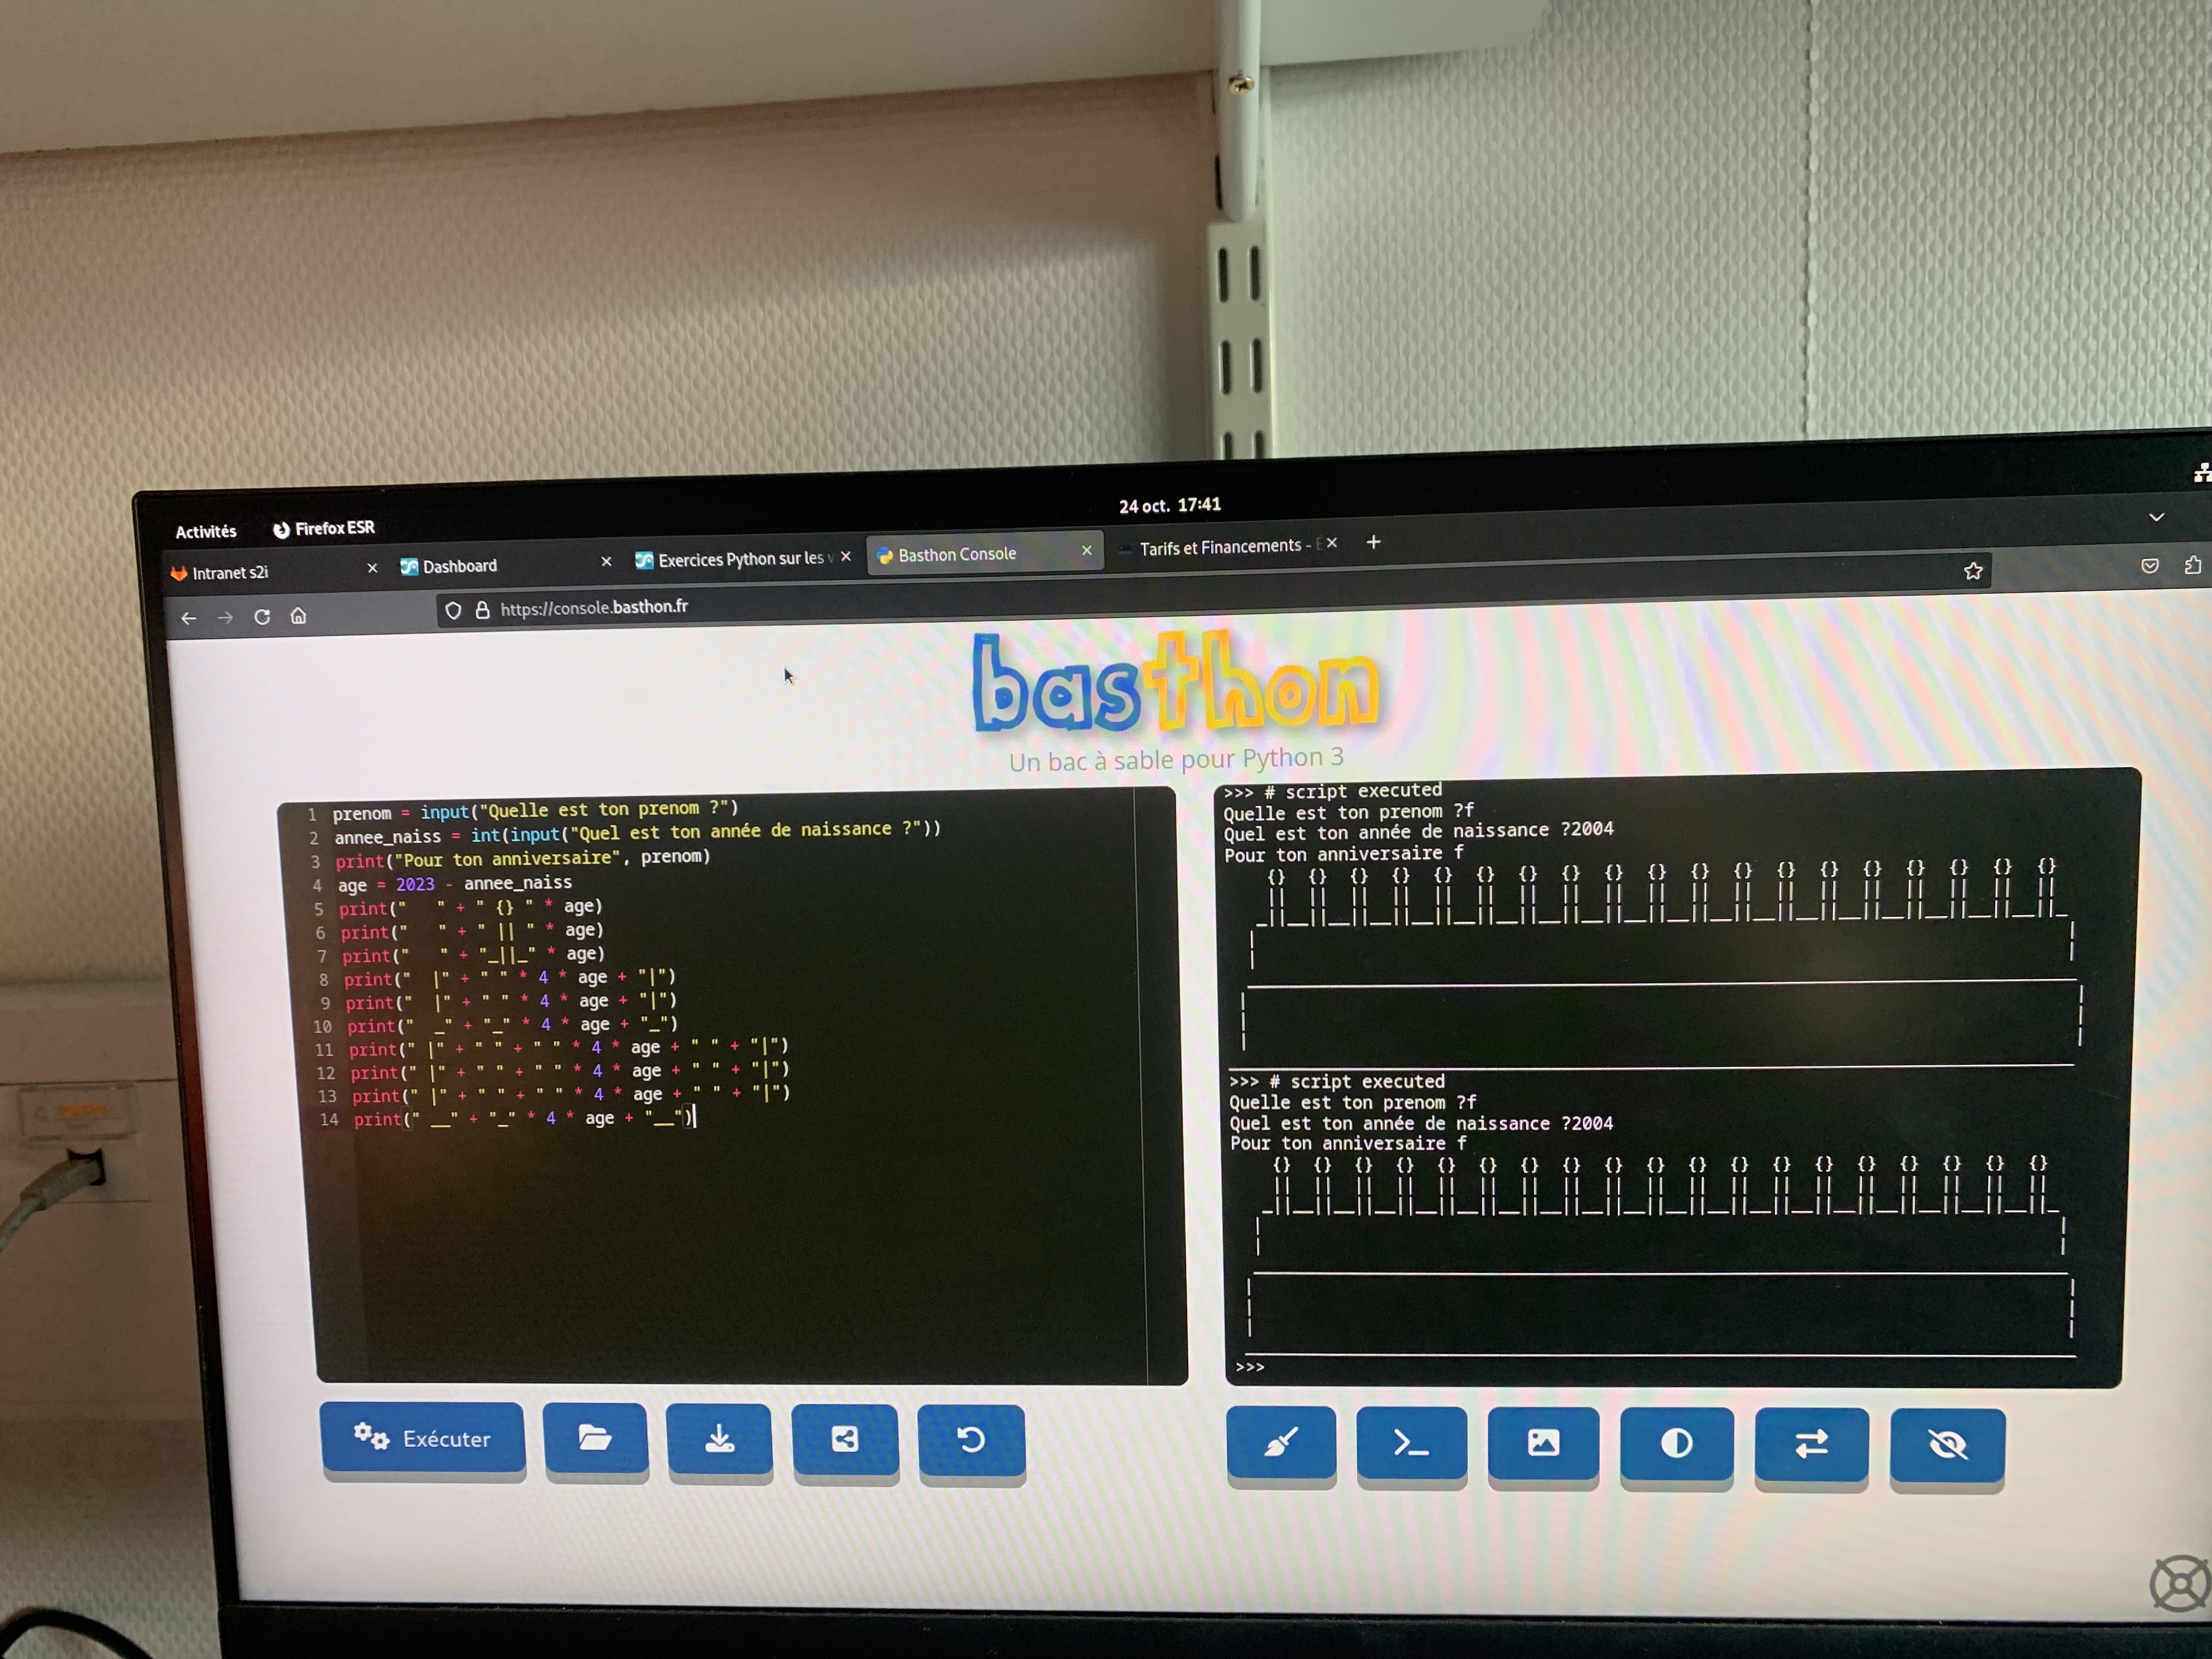 24 oct. 17:41
Activités Firefox ESR
Intranet s2i
Dashboard
Exercices Python sur les v
Basthon Console
Tarifs et Financements -
https://console.basthon.fr
basthon
Un bac à sable pour Python 3
1 prenom = input("Quelle est ton prenom ?")
2 annee_naiss = int(input("Quel est ton année de naissance ?"))
3 print("Pour ton anniversaire", prenom)
4 age = 2023 - annee_naiss
5 print("   " + " {} " * age)
6 print("   " + " || " * age)
7 print("   " + "_||_" * age)
8 print("  |" + " " * 4 * age + "|")
9 print("  |" + " " * 4 * age + "|")
10 print("  _" + "_" * 4 * age + "_")
11 print(" |" + " " + " " * 4 * age + " " + "|")
12 print(" |" + " " + " " * 4 * age + " " + "|")
13 print(" |" + " " + " " * 4 * age + " " + "|")
14 print(" __" + "_" * 4 * age + "__")
>>> # script executed
Quelle est ton prenom ?f
Quel est ton année de naissance ?2004
Pour ton anniversaire f
    {}  {}  {}  {}  {}  {}  {}  {}  {}  {}  {}  {}  {}  {}  {}  {}  {}  {}  {}
    ||  ||  ||  ||  ||  ||  ||  ||  ||  ||  ||  ||  ||  ||  ||  ||  ||  ||  ||
   _||__||__||__||__||__||__||__||__||__||__||__||__||__||__||__||__||__||__||_
  |                                                                            |
  |                                                                            |
  ______________________________________________________________________________
 |                                                                              |
 |                                                                              |
 |                                                                              |
 ________________________________________________________________________________
>>> # script executed
Quelle est ton prenom ?f
Quel est ton année de naissance ?2004
Pour ton anniversaire f
    {}  {}  {}  {}  {}  {}  {}  {}  {}  {}  {}  {}  {}  {}  {}  {}  {}  {}  {}
    ||  ||  ||  ||  ||  ||  ||  ||  ||  ||  ||  ||  ||  ||  ||  ||  ||  ||  ||
   _||__||__||__||__||__||__||__||__||__||__||__||__||__||__||__||__||__||__||_
  |                                                                            |
  |                                                                            |
  ______________________________________________________________________________
 |                                                                              |
 |                                                                              |
 |                                                                              |
 ________________________________________________________________________________
>>>
Exécuter